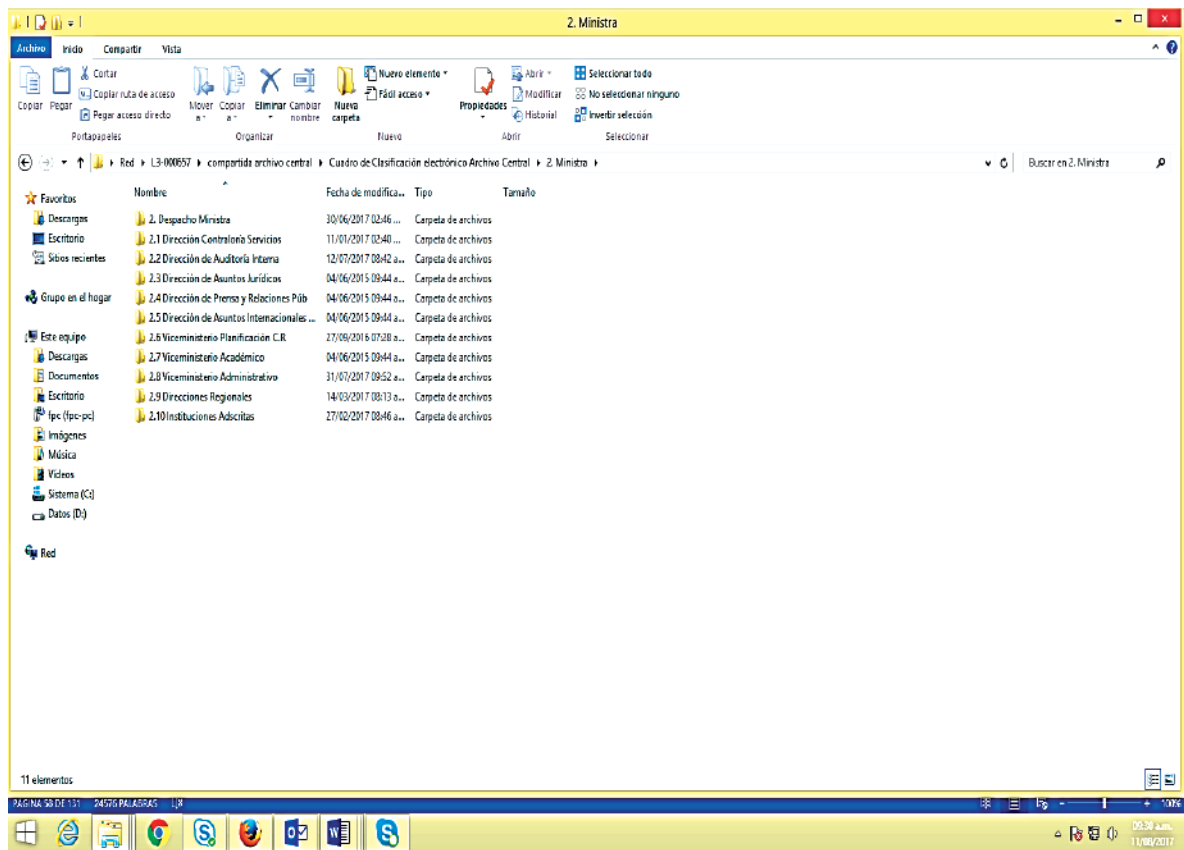 2. Ministra
Archivo Inicio Compartir Vista
Copiar Pegar
Cortar
Copiar ruta de acceso
Pegar acceso directo
Mover a Copiar a Eliminar Cambiar nombre
Nueva carpeta
Nuevo elemento
Fácil acceso
Propiedades
Abrir
Modificar
Historial
Seleccionar todo
No seleccionar ninguno
Invertir selección
Portapapeles Organizar Nuevo Abrir Seleccionar
Red L3-000657 compartida archivo central Cuadro de Clasificación electrónico Archivo Central 2. Ministra
Buscar en 2. Ministra
Favoritos
Descargas
Escritorio
Sitios recientes
Grupo en el hogar
Este equipo
Descargas
Documentos
Escritorio
fpc (fpc-pc)
Imágenes
Música
Vídeos
Sistema (C:)
Datos (D:)
Red
Nombre Fecha de modifica... Tipo Tamaño
2. Despacho Ministra 30/06/2017 02:46 ... Carpeta de archivos
2.1 Dirección Contraloría Servicios 11/01/2017 02:40 ... Carpeta de archivos
2.2 Dirección de Auditoría Interna 12/07/2017 08:42 a... Carpeta de archivos
2.3 Dirección de Asuntos Jurídicos 04/06/2015 09:44 a... Carpeta de archivos
2.4 Dirección de Prensa y Relaciones Púb 04/06/2015 09:44 a... Carpeta de archivos
2.5 Dirección de Asuntos Internacionales ... 04/06/2015 09:44 a... Carpeta de archivos
2.6 Viceministerio Planificación C.R 27/09/2016 07:28 a... Carpeta de archivos
2.7 Viceministerio Académico 04/06/2015 09:44 a... Carpeta de archivos
2.8 Viceministerio Administrativo 31/07/2017 09:52 a... Carpeta de archivos
2.9 Direcciones Regionales 14/03/2017 08:13 a... Carpeta de archivos
2.10 Instituciones Adscritas 27/02/2017 08:46 a... Carpeta de archivos
11 elementos
PÁGINA 58 DE 131 24576 PALABRAS 100%
09:38 a.m.
11/08/2017